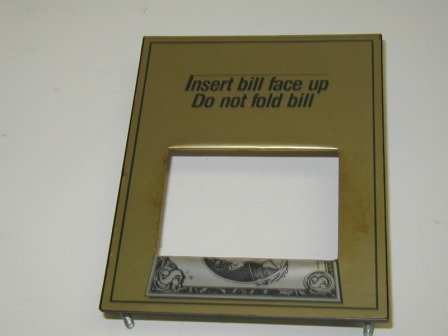 Insert bill face up
Do not fold bill